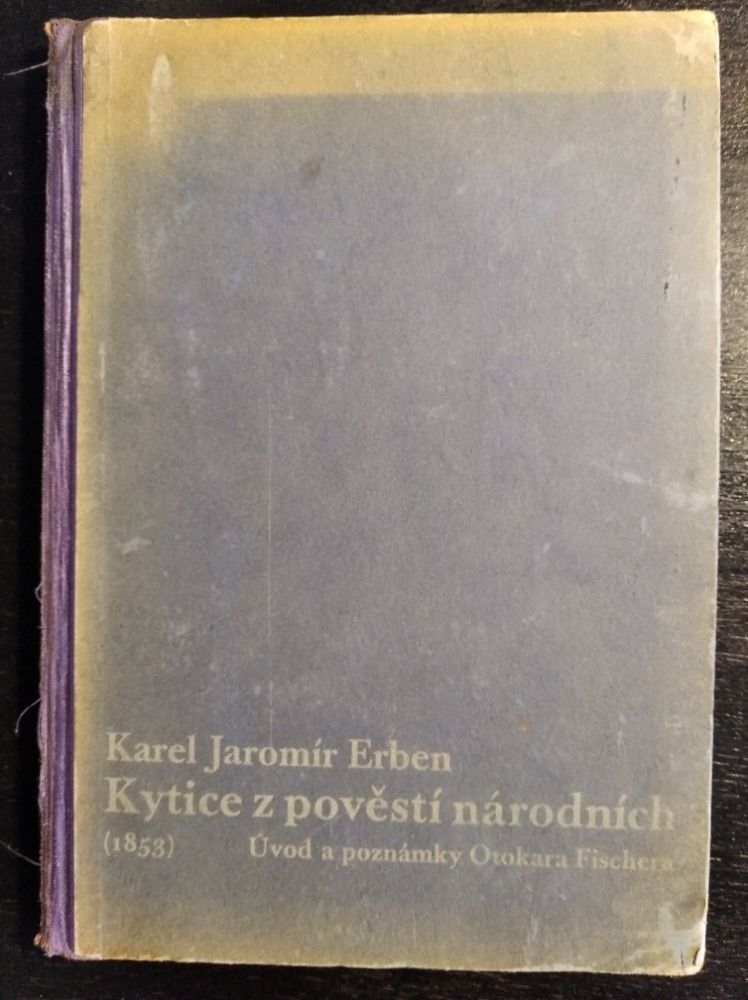 Karel Jaromír Erben
Kytice z pověstí národních
(1853) Úvod a poznámky Otokara Fischera